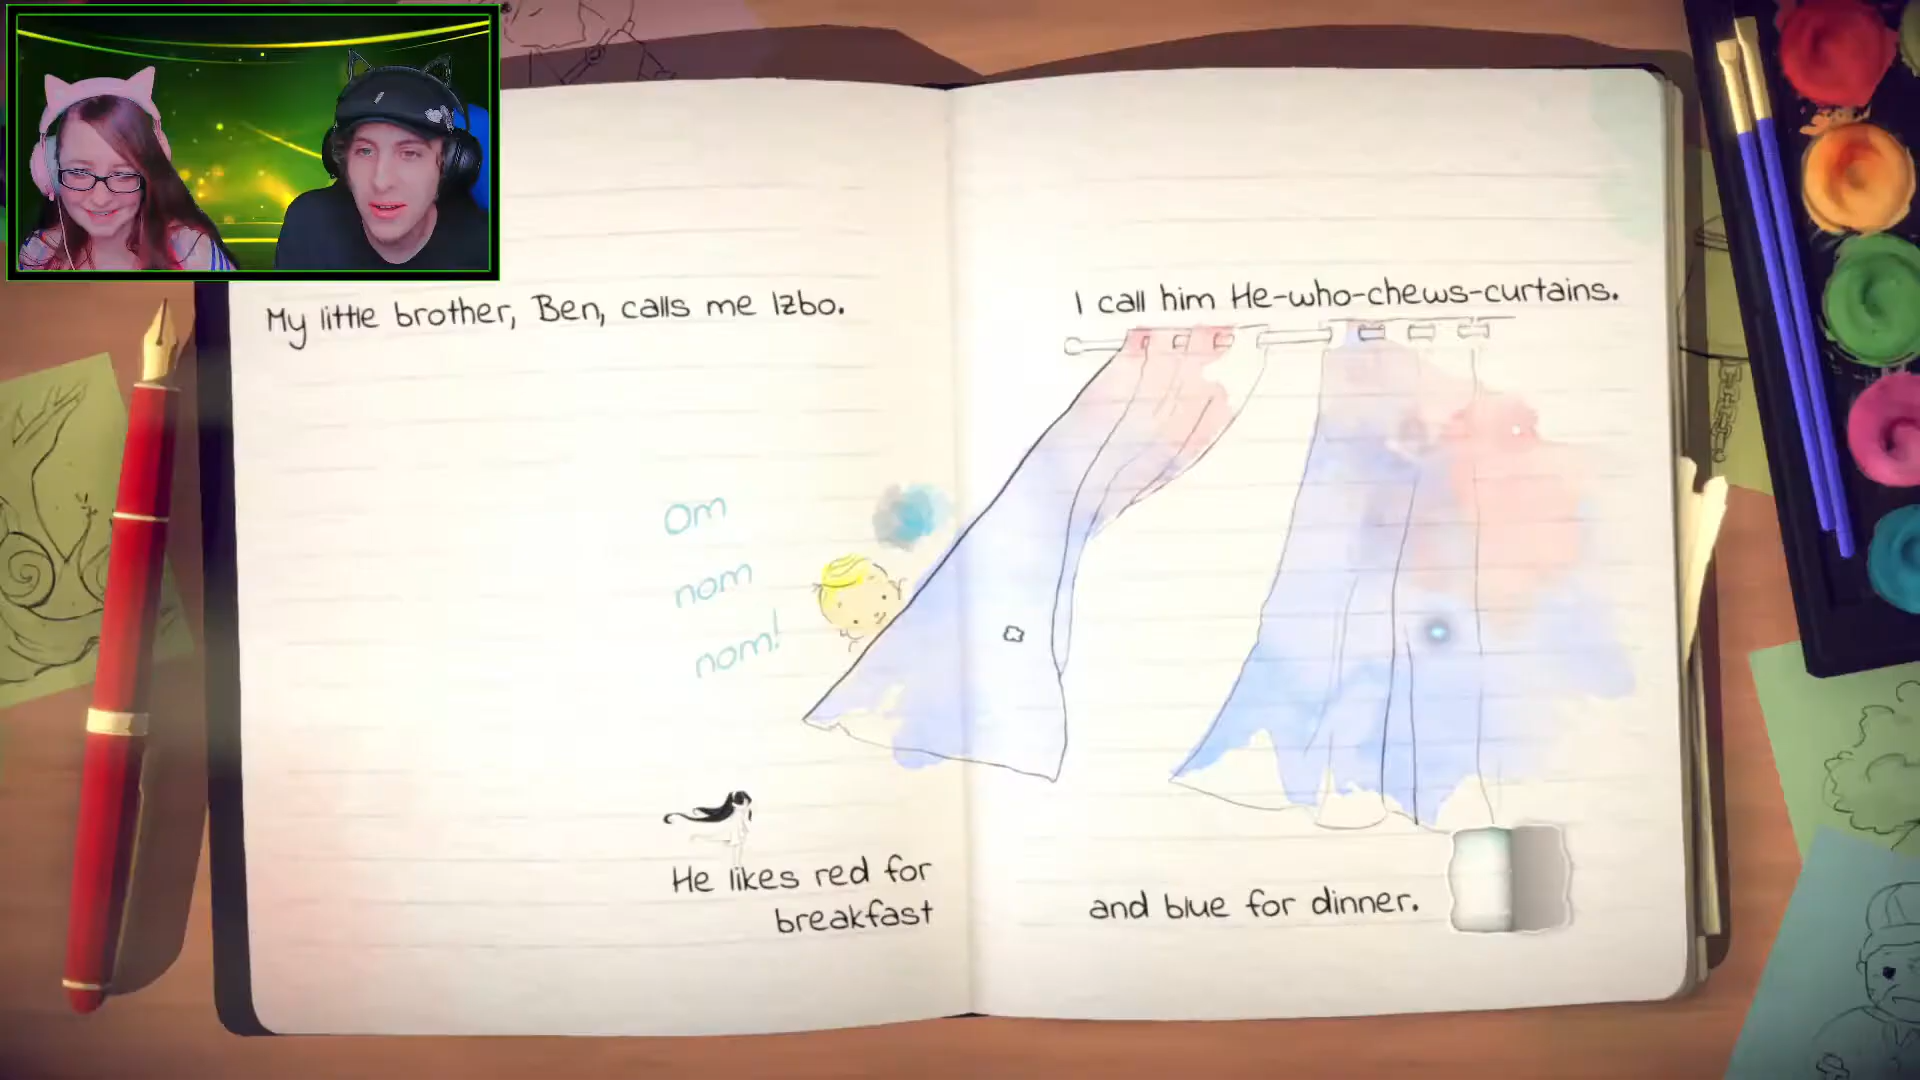 My little brother, Ben, calls me Izbo.
I call him He-who-chews-curtains.
Om
nom
nom!
He likes red for
breakfast
and blue for dinner.